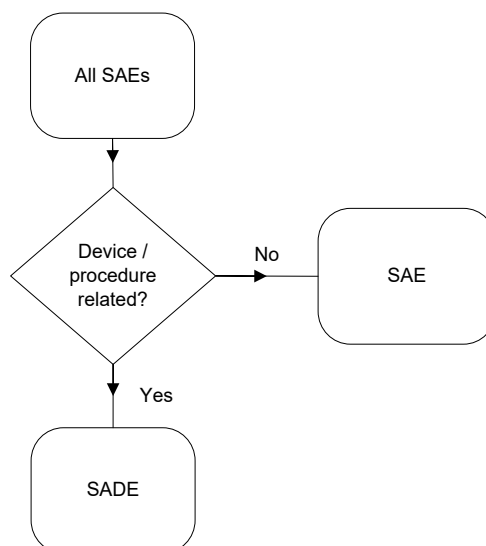 All SAEs
Device /
procedure
related?
No
SAE
Yes
SADE